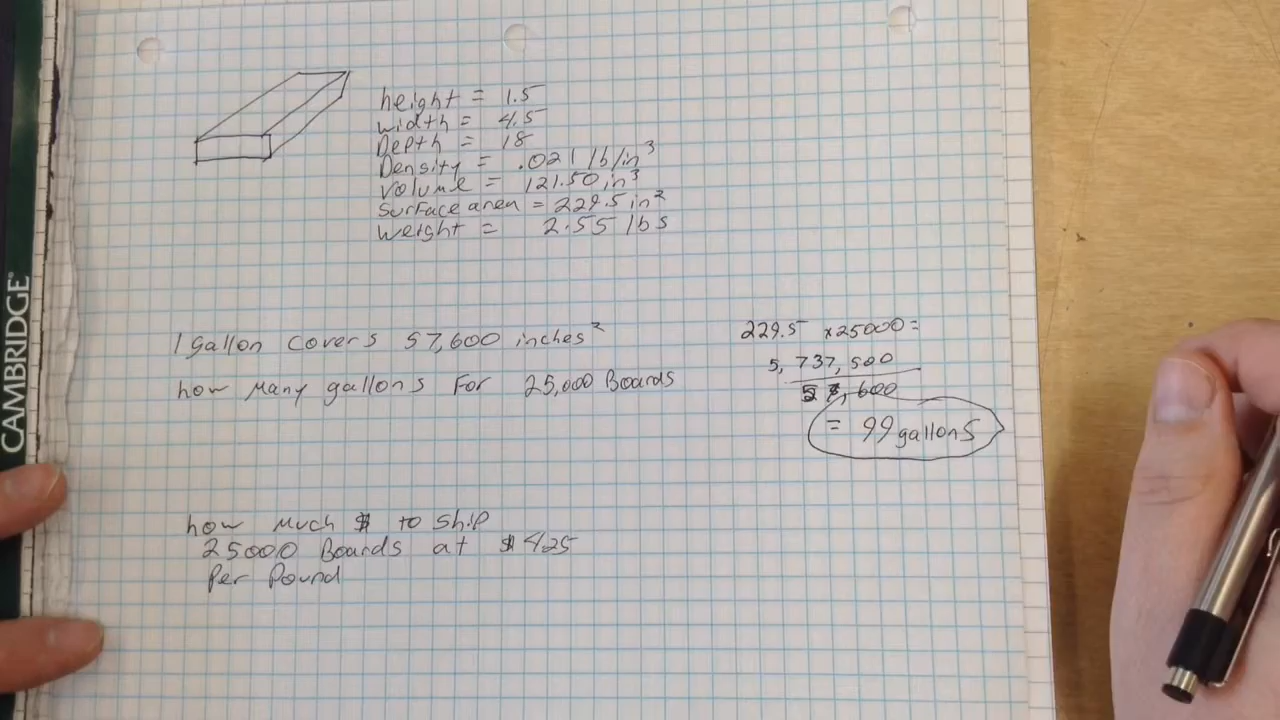 height = 1.5
width = 4.5
Depth = 18
Density = .021 lb/in³
volume = 121.50 in³
surface area = 229.5 in²
weight = 2.55 lbs
1 gallon covers 57,600 inches²
how many gallons for 25,000 Boards
229.5 x25000=
5,737,500
57,600
= 99 gallons
how much $ to ship
25000 Boards at $425
Per Pound
CAMBRIDGE®